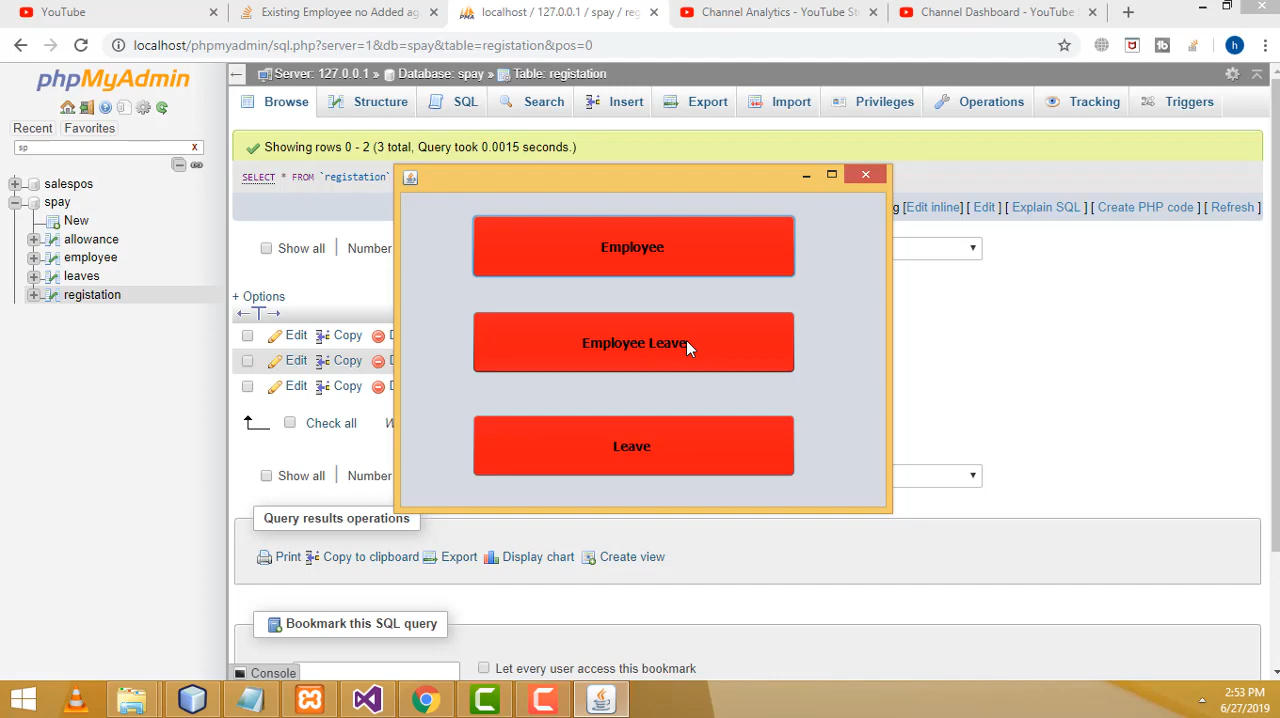 YouTube
Existing Employee no Added ag
localhost / 127.0.0.1 / spay / reg
Channel Analytics - YouTube St
Channel Dashboard - YouTube
localhost/phpmyadmin/sql.php?server=1&db=spay&table=registation&pos=0
h
phpMyAdmin
Recent
Favorites
sp
X
salespos
spay
New
allowance
employee
leaves
registation
Server: 127.0.0.1 » Database: spay » Table: registation
Browse
Structure
SQL
Search
Insert
Export
Import
Privileges
Operations
Tracking
Triggers
Showing rows 0 - 2 (3 total, Query took 0.0015 seconds.)
SELECT * FROM `registation`
[Edit inline] [ Edit ] [ Explain SQL ] [ Create PHP code ] [ Refresh ]
Show all
Number
+ Options
Edit
Copy
Edit
Copy
Edit
Copy
Check all
Show all
Number
Employee
Employee Leave
Leave
Query results operations
Print
Copy to clipboard
Export
Display chart
Create view
Bookmark this SQL query
Console
Let every user access this bookmark
2:53 PM
6/27/2019